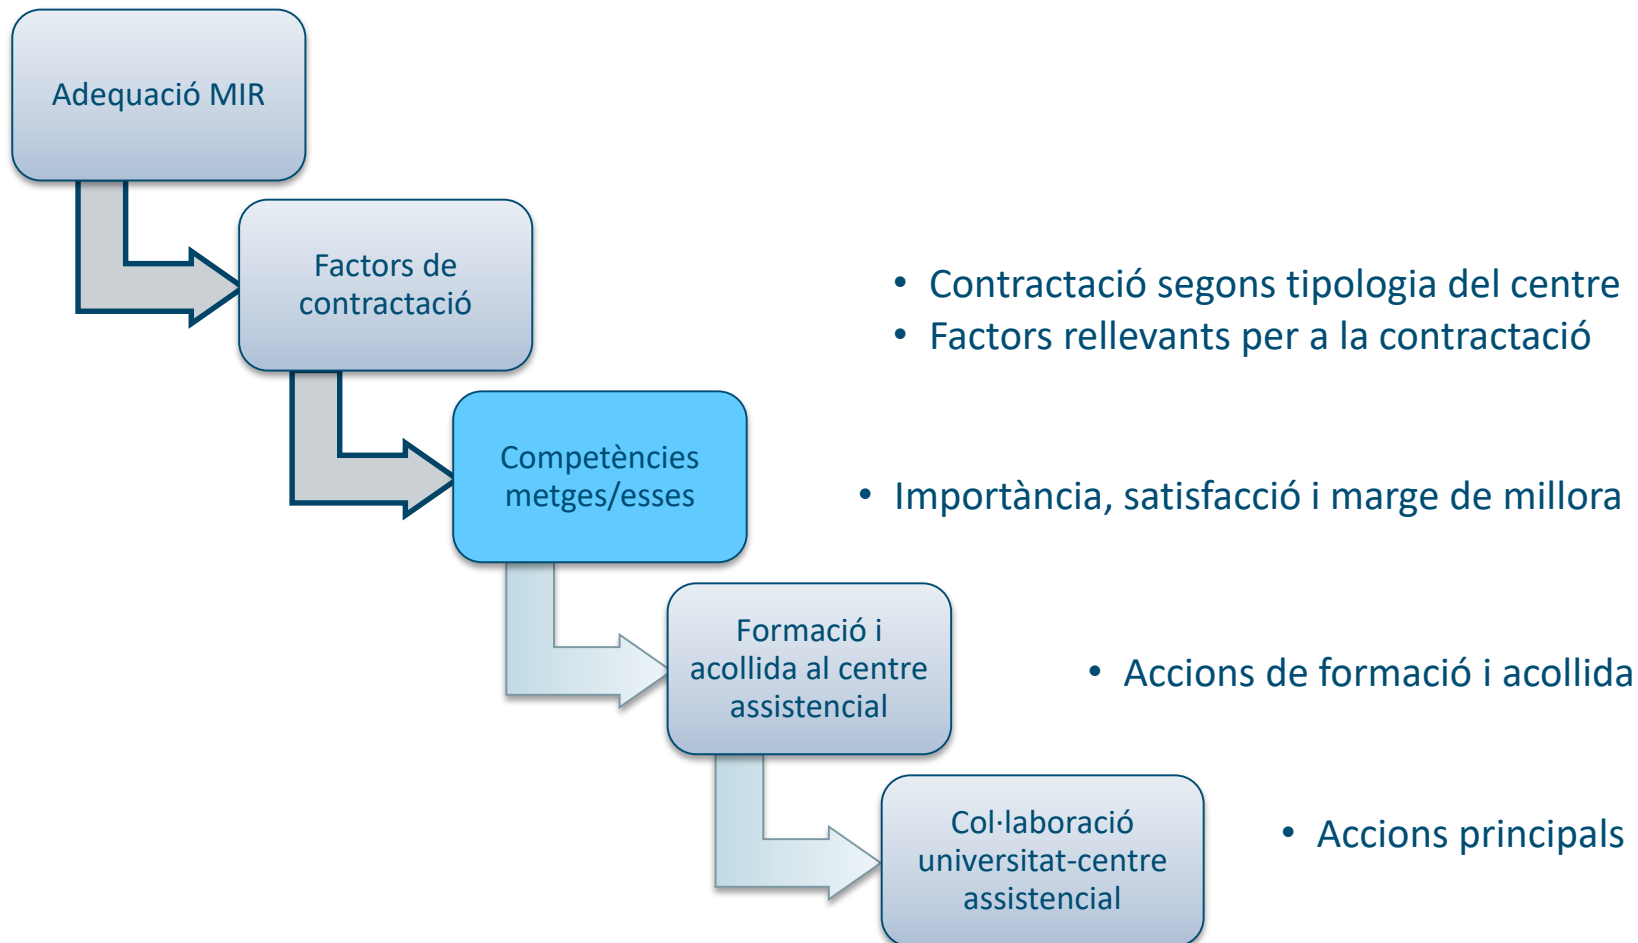 Adequació MIR
Factors de
contractació
• Contractació segons tipologia del centre
• Factors rellevants per a la contractació
Competències
metges/esses
• Importància, satisfacció i marge de millora
Formació i
acollida al centre
assistencial
• Accions de formació i acollida
Col·laboració
universitat-centre
assistencial
• Accions principals